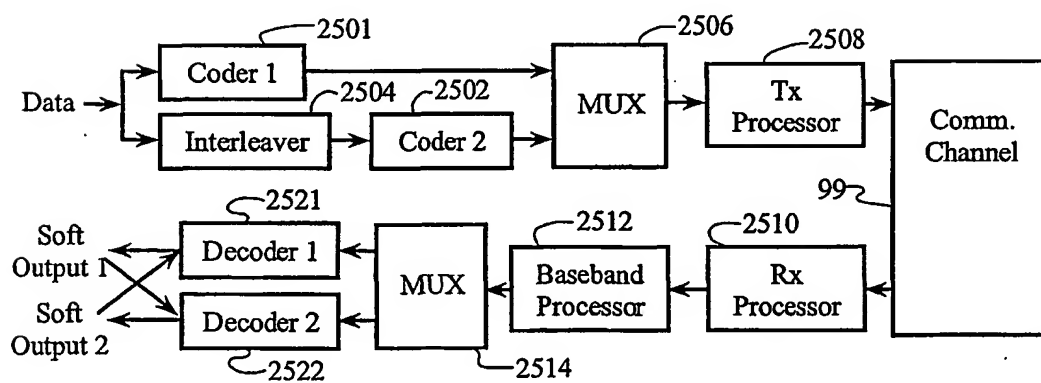 2501
2506
2508
Coder 1
2504
2502
Data
MUX
Tx
Processor
Interleaver
Coder 2
Comm.
Channel
99
2521
2512
2510
Soft
Output 1
Decoder 1
MUX
Baseband
Processor
Rx
Processor
Soft
Output 2
Decoder 2
2522
2514